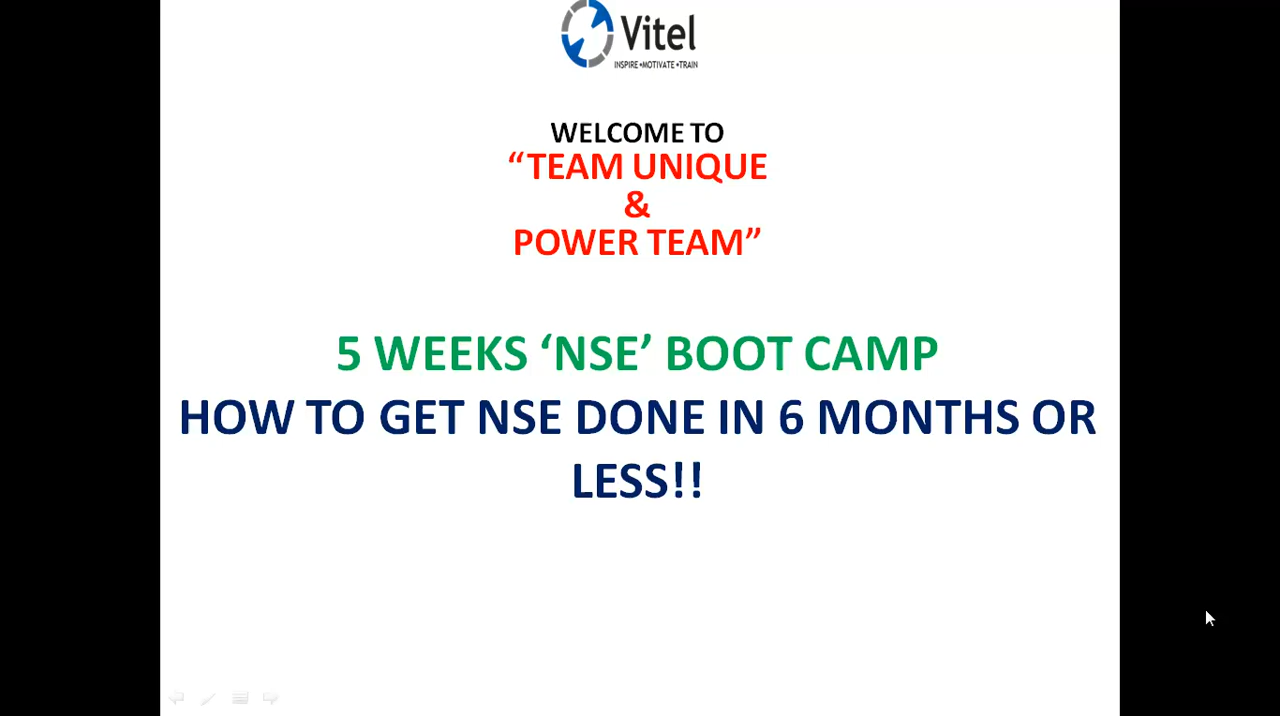 Vitel
INSPIRE •MOTIVATE •TRAIN
WELCOME TO
“TEAM UNIQUE
&
POWER TEAM”
5 WEEKS ‘NSE’ BOOT CAMP
HOW TO GET NSE DONE IN 6 MONTHS OR
LESS!!